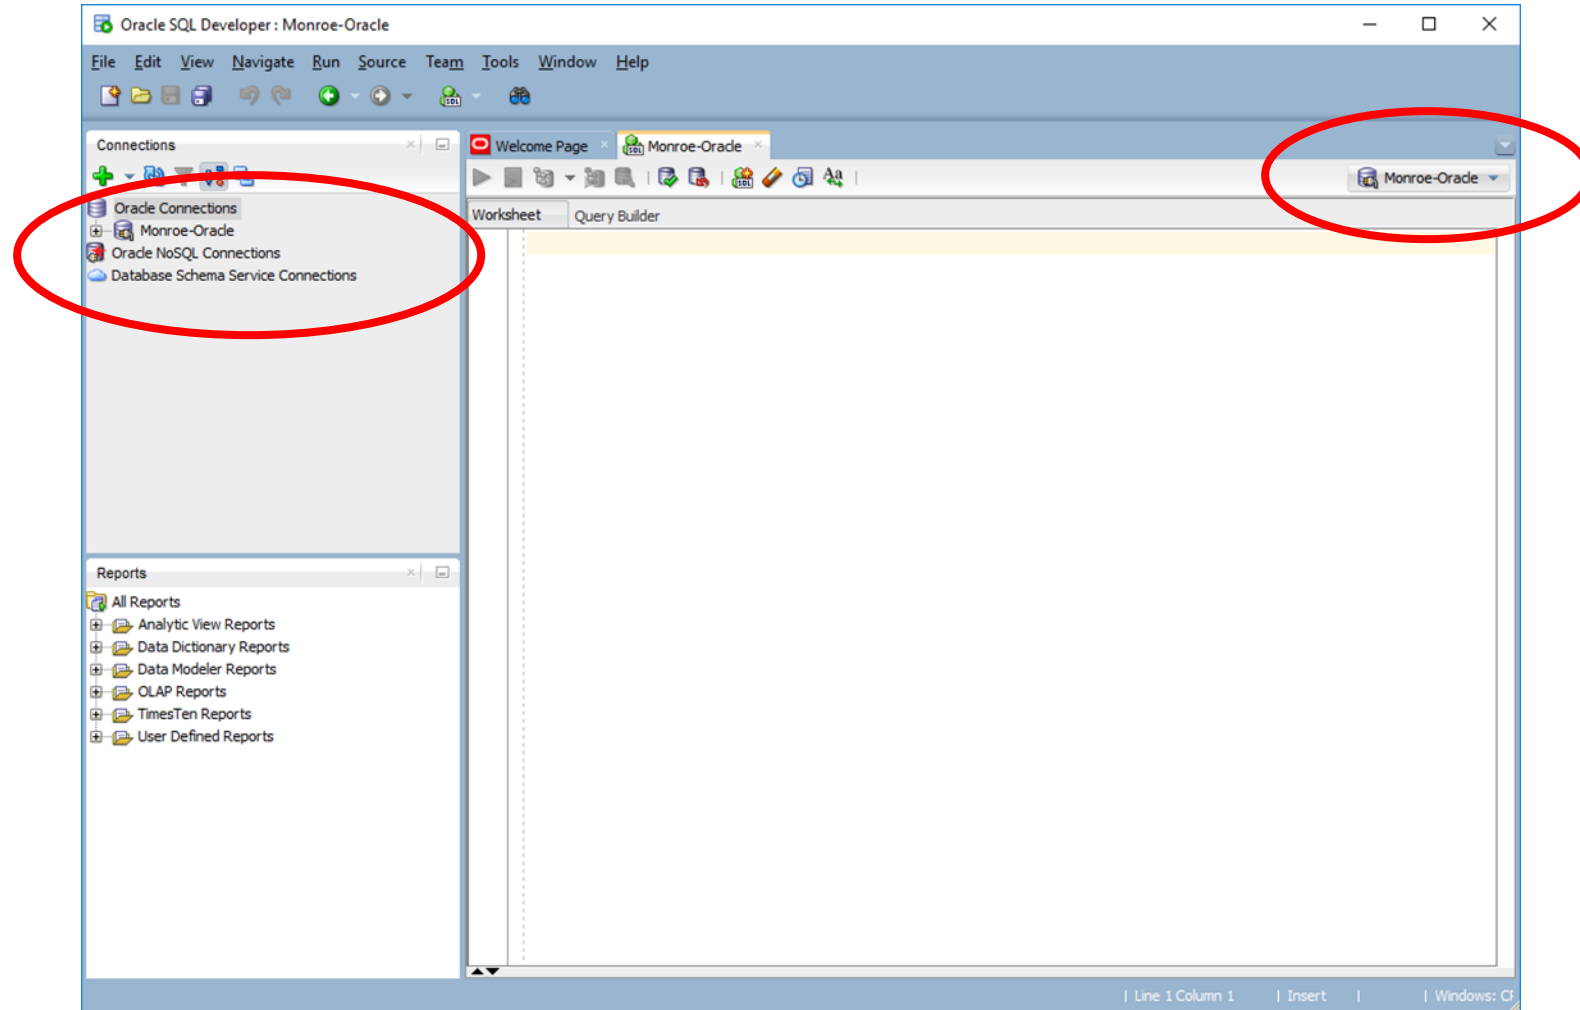 Oracle SQL Developer : Monroe-Oracle
File Edit View Navigate Run Source Team Tools Window Help
Connections
Welcome Page
Monroe-Oracle
Monroe-Oracle
Oracle Connections
Monroe-Oracle
Oracle NoSQL Connections
Database Schema Service Connections
Worksheet Query Builder
Reports
All Reports
Analytic View Reports
Data Dictionary Reports
Data Modeler Reports
OLAP Reports
TimesTen Reports
User Defined Reports
| Line 1 Column 1 | Insert | | Windows: CF